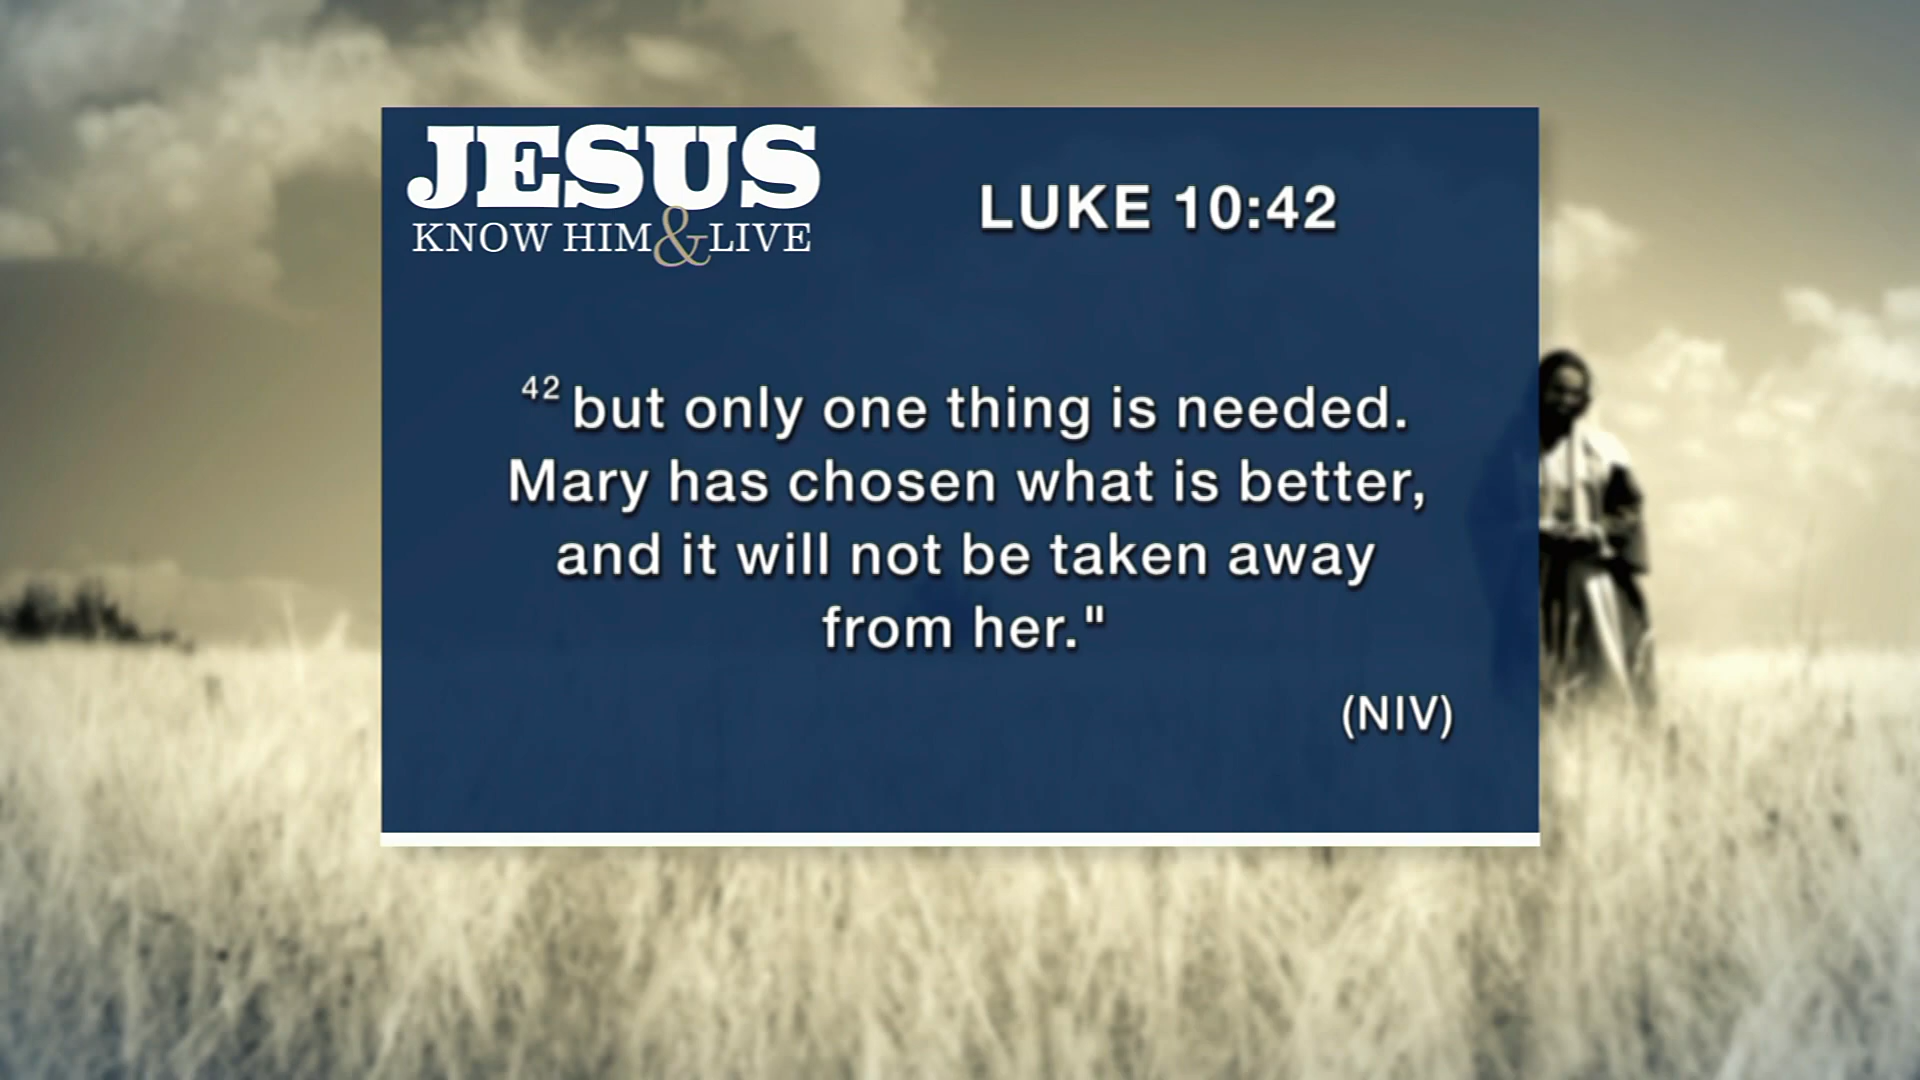 JESUS
KNOW HIM & LIVE
LUKE 10:42
42 but only one thing is needed.
Mary has chosen what is better,
and it will not be taken away
from her."
(NIV)